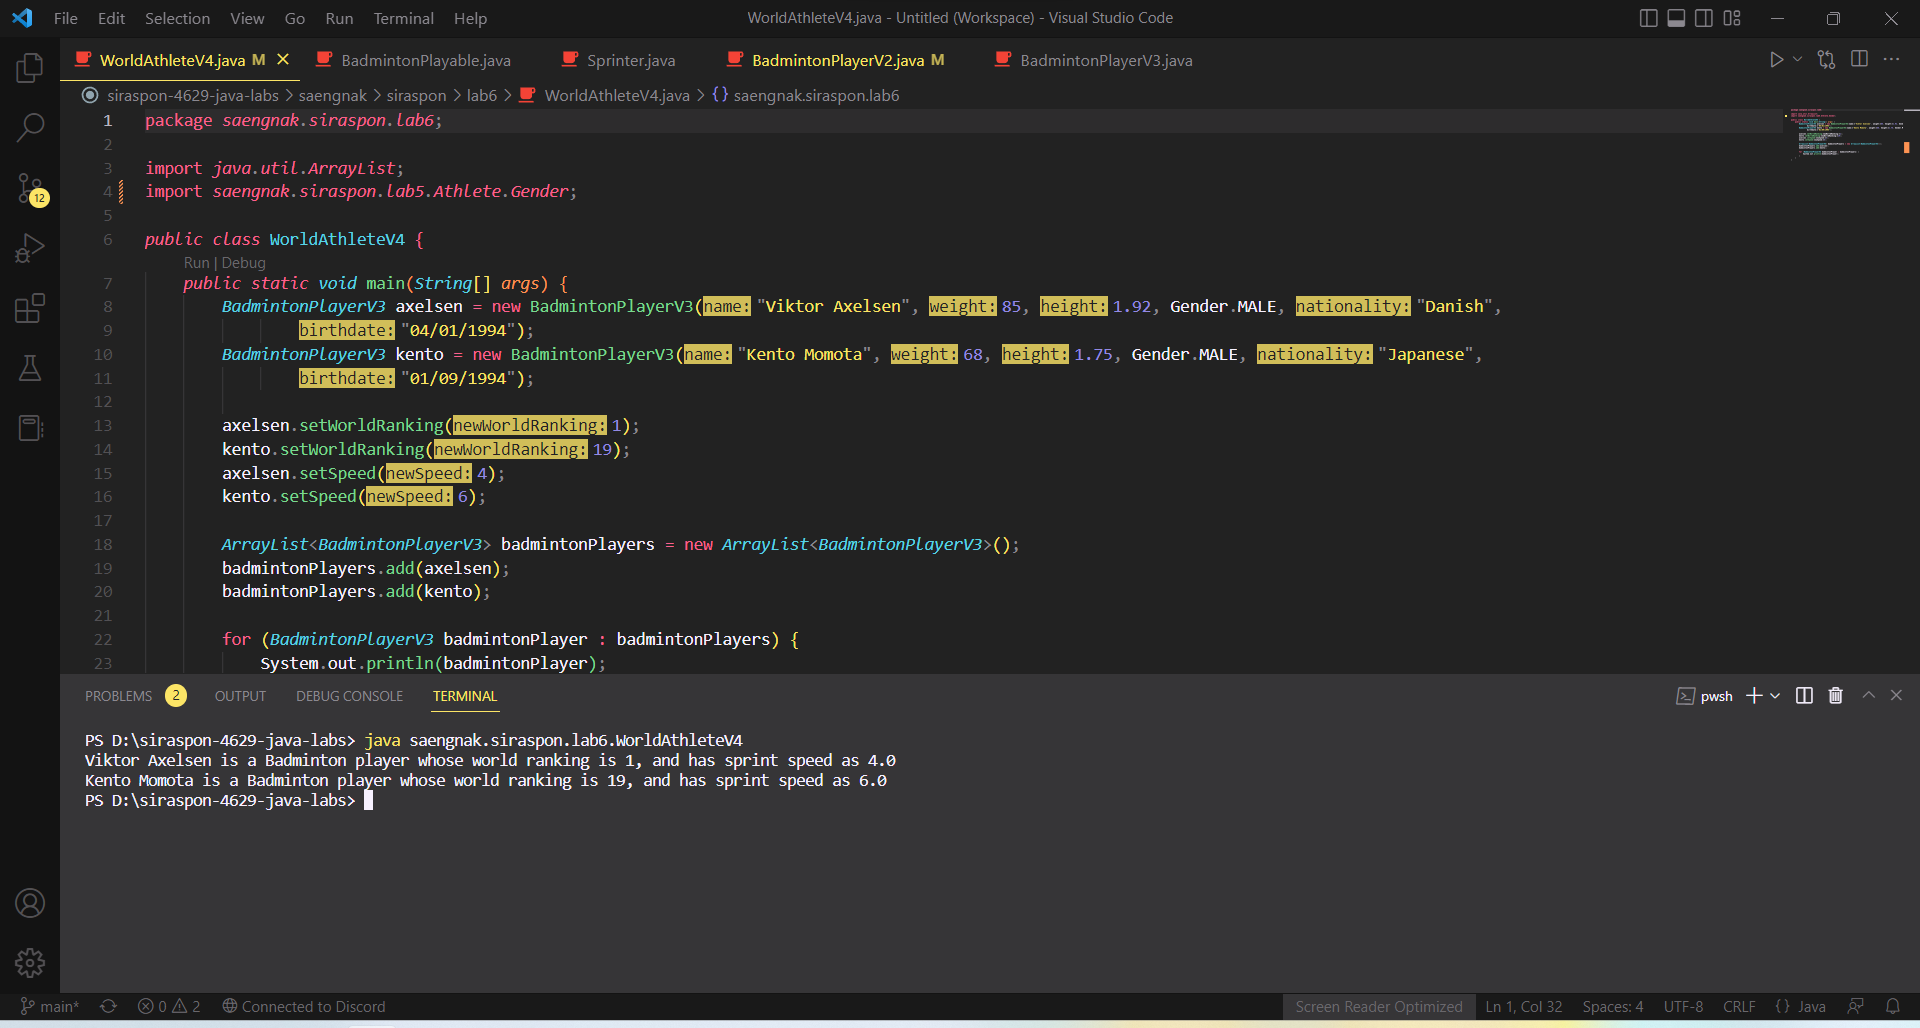 File Edit Selection View Go Run Terminal Help WorldAthleteV4.java - Untitled (Workspace) - Visual Studio Code
WorldAthleteV4.java M BadmintonPlayable.java Sprinter.java BadmintonPlayerV2.java M BadmintonPlayerV3.java
siraspon-4629-java-labs > saengnak > siraspon > lab6 > WorldAthleteV4.java > {} saengnak.siraspon.lab6
1 package saengnak.siraspon.lab6;
2
3 import java.util.ArrayList;
4 import saengnak.siraspon.lab5.Athlete.Gender;
5
6 public class WorldAthleteV4 {
Run | Debug
7 public static void main(String[] args) {
8 BadmintonPlayerV3 axelsen = new BadmintonPlayerV3(name: "Viktor Axelsen", weight: 85, height: 1.92, Gender.MALE, nationality: "Danish",
9 birthdate: "04/01/1994");
10 BadmintonPlayerV3 kento = new BadmintonPlayerV3(name: "Kento Momota", weight: 68, height: 1.75, Gender.MALE, nationality: "Japanese",
11 birthdate: "01/09/1994");
12
13 axelsen.setWorldRanking(newWorldRanking: 1);
14 kento.setWorldRanking(newWorldRanking: 19);
15 axelsen.setSpeed(newSpeed: 4);
16 kento.setSpeed(newSpeed: 6);
17
18 ArrayList<BadmintonPlayerV3> badmintonPlayers = new ArrayList<BadmintonPlayerV3>();
19 badmintonPlayers.add(axelsen);
20 badmintonPlayers.add(kento);
21
22 for (BadmintonPlayerV3 badmintonPlayer : badmintonPlayers) {
23 System.out.println(badmintonPlayer);
12
PROBLEMS 2 OUTPUT DEBUG CONSOLE TERMINAL pwsh
PS D:\siraspon-4629-java-labs> java saengnak.siraspon.lab6.WorldAthleteV4
Viktor Axelsen is a Badminton player whose world ranking is 1, and has sprint speed as 4.0
Kento Momota is a Badminton player whose world ranking is 19, and has sprint speed as 6.0
PS D:\siraspon-4629-java-labs>
main* 0 2 Connected to Discord Screen Reader Optimized Ln 1, Col 32 Spaces: 4 UTF-8 CRLF {} Java